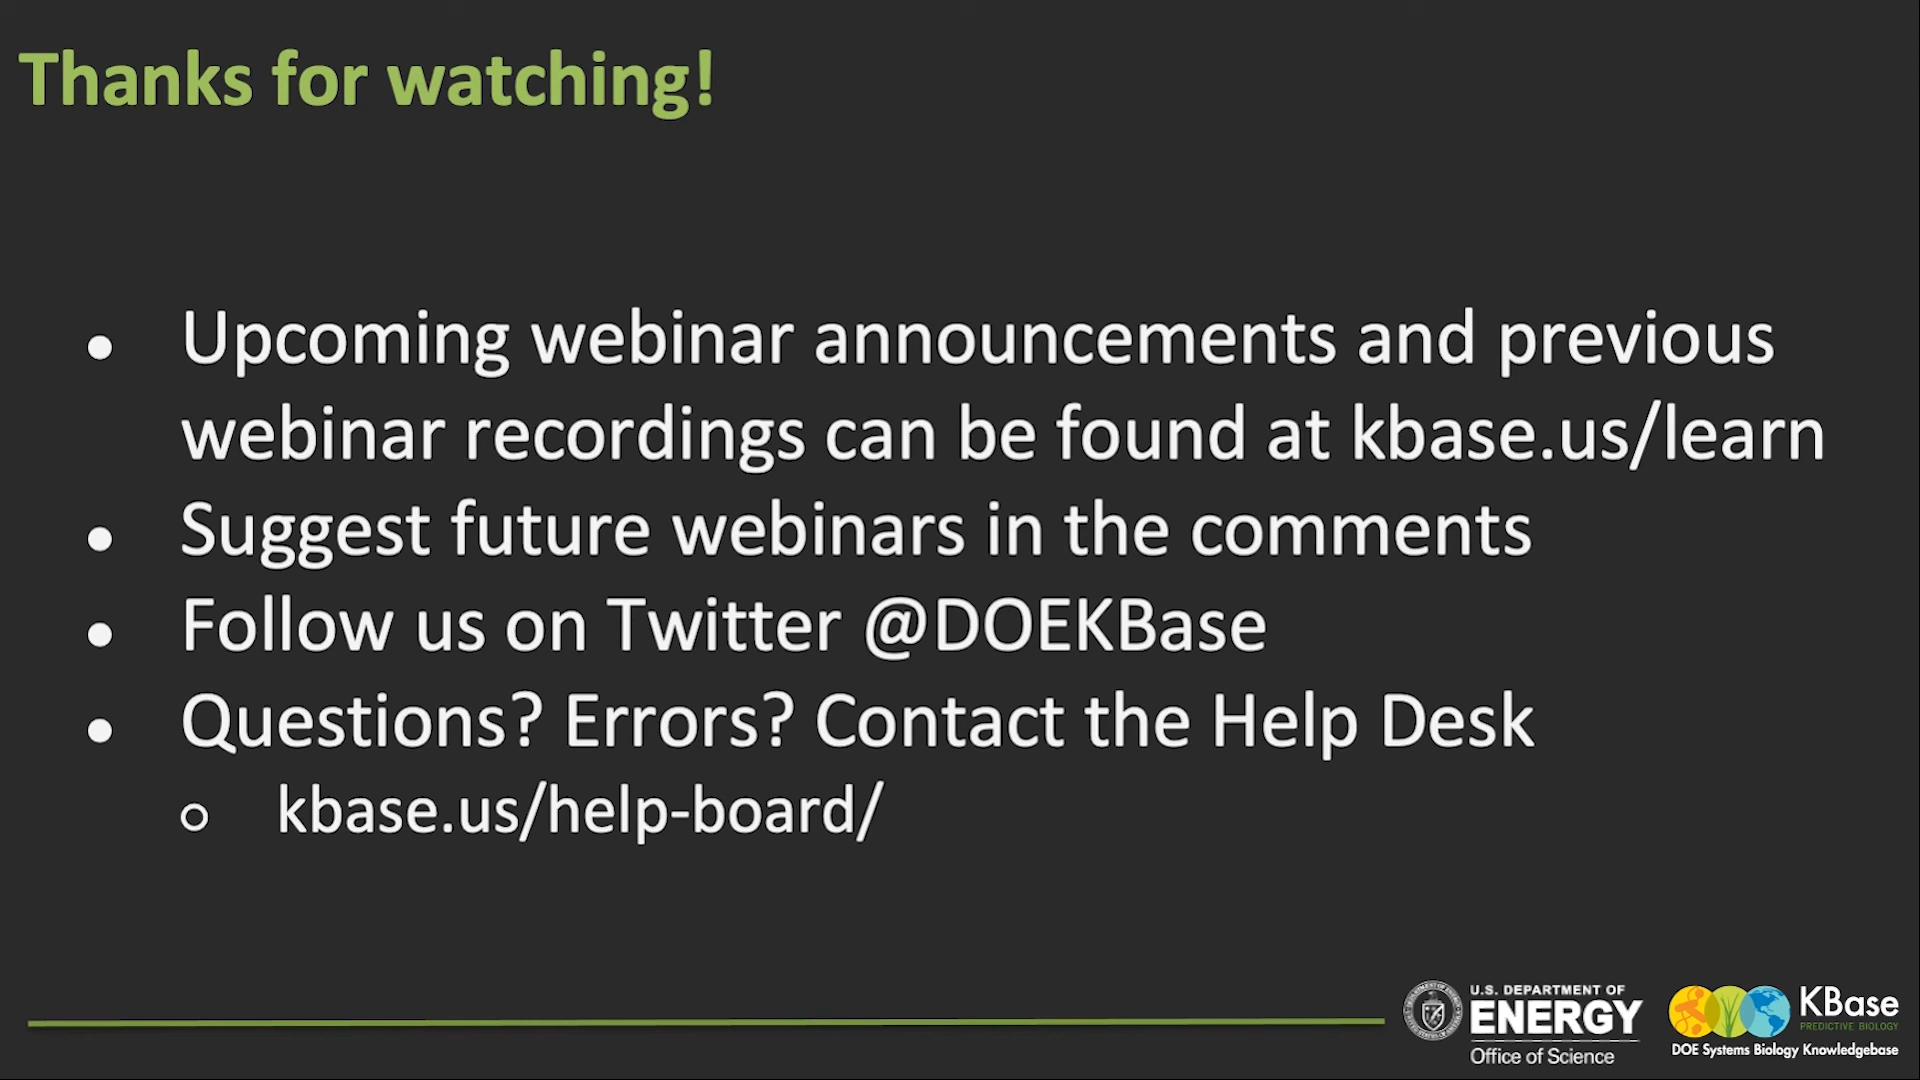 Thanks for watching!
● Upcoming webinar announcements and previous
webinar recordings can be found at kbase.us/learn
● Suggest future webinars in the comments
● Follow us on Twitter @DOEKBase
● Questions? Errors? Contact the Help Desk
○ kbase.us/help-board/
U.S. DEPARTMENT OF
ENERGY
Office of Science
KBase
PREDICTIVE BIOLOGY
DOE Systems Biology Knowledgebase